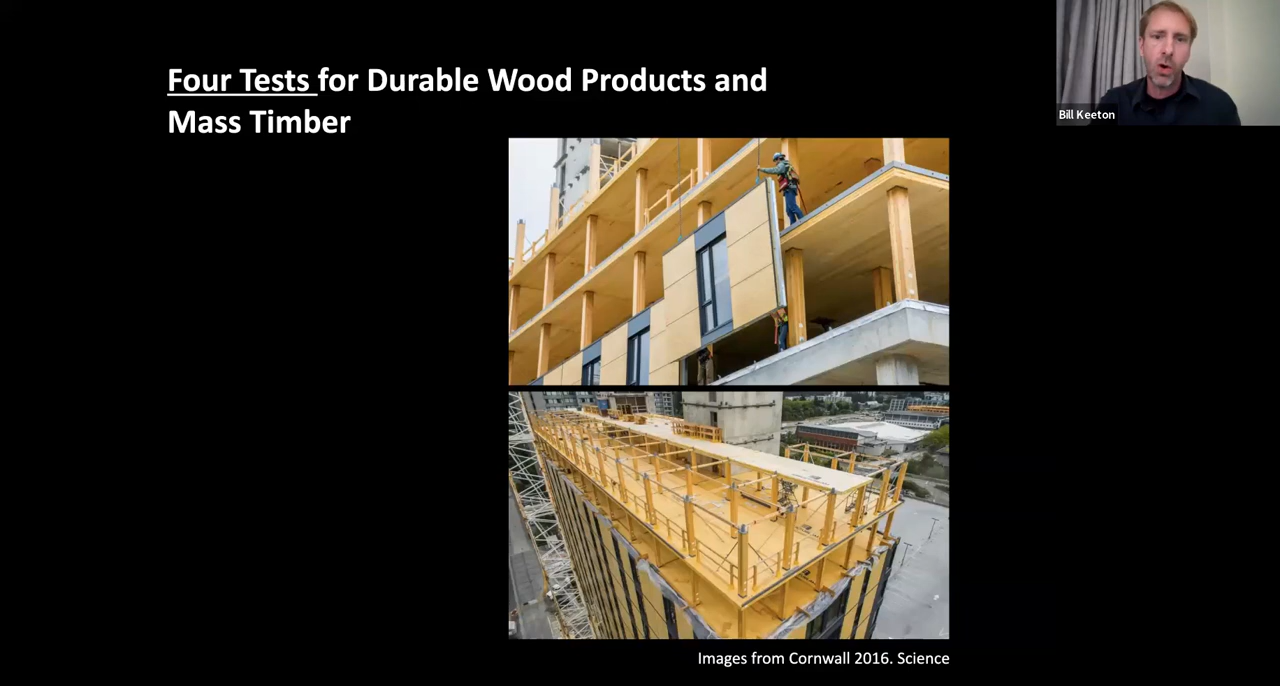 Four Tests for Durable Wood Products and
Mass Timber
Bill Keeton
Images from Cornwall 2016. Science